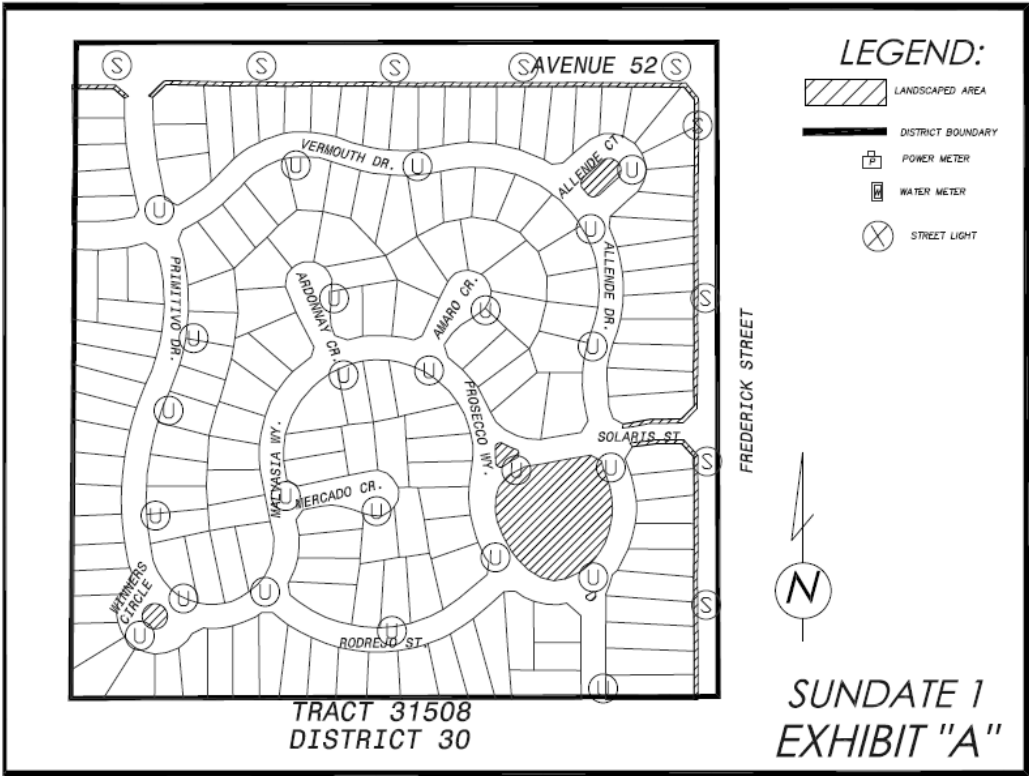 S
S
S
S
AVENUE 52
S
LEGEND:
LANDSCAPED AREA
DISTRICT BOUNDARY
P
POWER METER
W
WATER METER
X
STREET LIGHT
S
VERMOUTH DR.
U
U
ALLENDE CT.
U
U
U
PRIMITIVO DR.
ARDONNAY CR.
U
AMARO CR.
U
ALLENDE DR.
S
U
U
U
U
U
PROSECCO WY.
FREDERICK STREET
MALVASIA WY.
SOLARIS ST
U
U
U
S
MERCADO CR.
U
U
U
U
WINNERS
CIRCLE
U
U
U
U
S
N
RODREJO ST.
U
U
TRACT 31508
DISTRICT 30
SUNDATE 1
EXHIBIT "A"